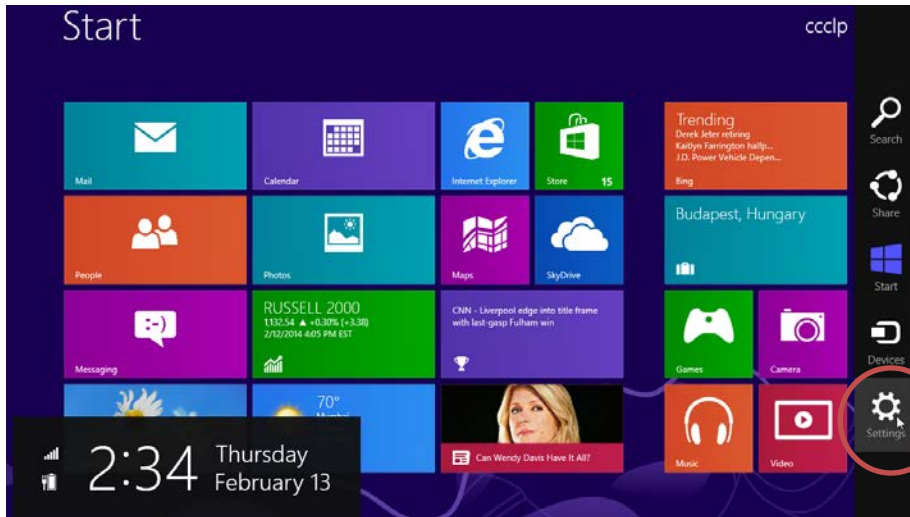 Start
ccclp
Mail
Calendar
Internet Explorer
Store 15
Trending
Derek Jeter retiring
Kaitlyn Farrington halfp...
J.D. Power Vehicle Depen...
Bing
Search
People
Photos
Maps
SkyDrive
Budapest, Hungary
Share
Start
Messaging
:-)
RUSSELL 2000
1,132.54 ▲ +0.30% (+3.38)
2/12/2014 4:05 PM EST
CNN - Liverpool edge into title frame
with last-gasp Fulham win
Games
Camera
Devices
70°
Mumbai
Can Wendy Davis Have It All?
Music
Video
Settings
2:34
Thursday
February 13